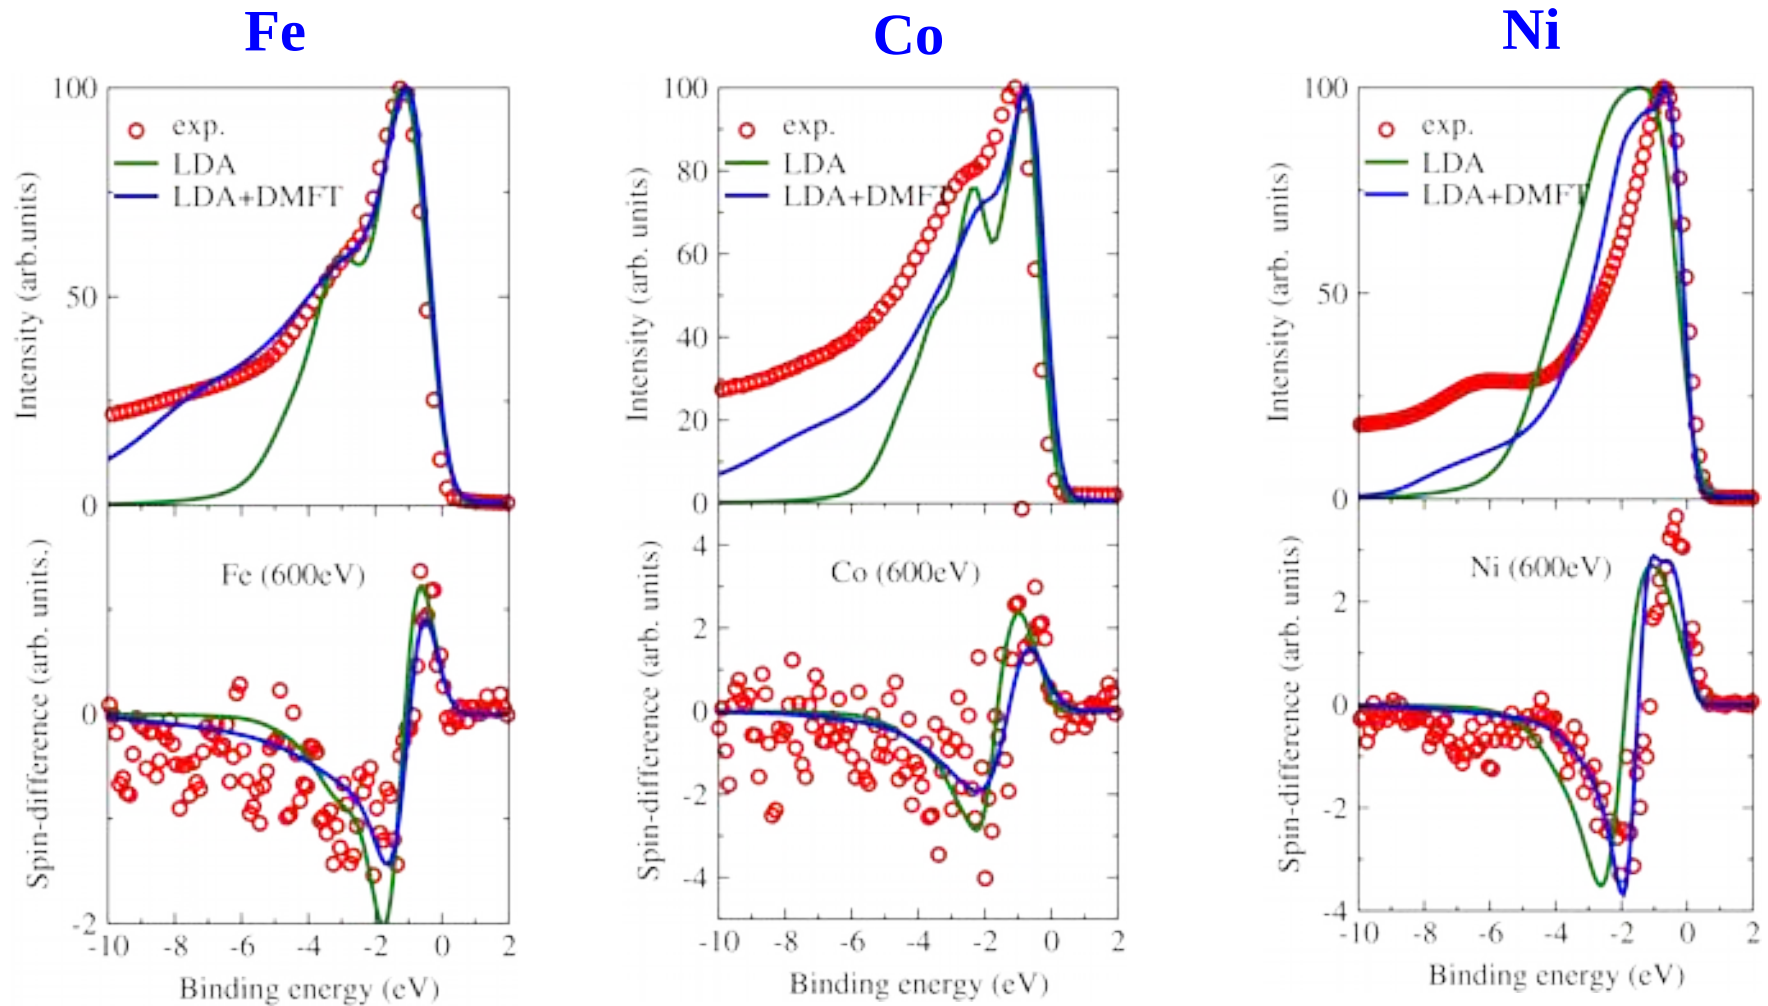 Fe
Co
Ni
100
50
0
exp.
LDA
LDA+DMFT
Intensity (arb.units)
100
80
60
40
20
0
exp.
LDA
LDA+DMFT
Intensity (arb. units)
100
50
0
exp.
LDA
LDA+DMFT
Intensity (arb. units)
Fe (600eV)
0
-2
Spin-difference (arb. units.)
-10 -8 -6 -4 -2 0 2
Binding energy (eV)
Co (600eV)
4
2
0
-2
-4
Spin-difference (arb. units)
-10 -8 -6 -4 -2 0 2
Binding energy (eV)
Ni (600eV)
2
0
-2
-4
Spin-difference (arb. units)
-10 -8 -6 -4 -2 0 2
Binding energy (eV)